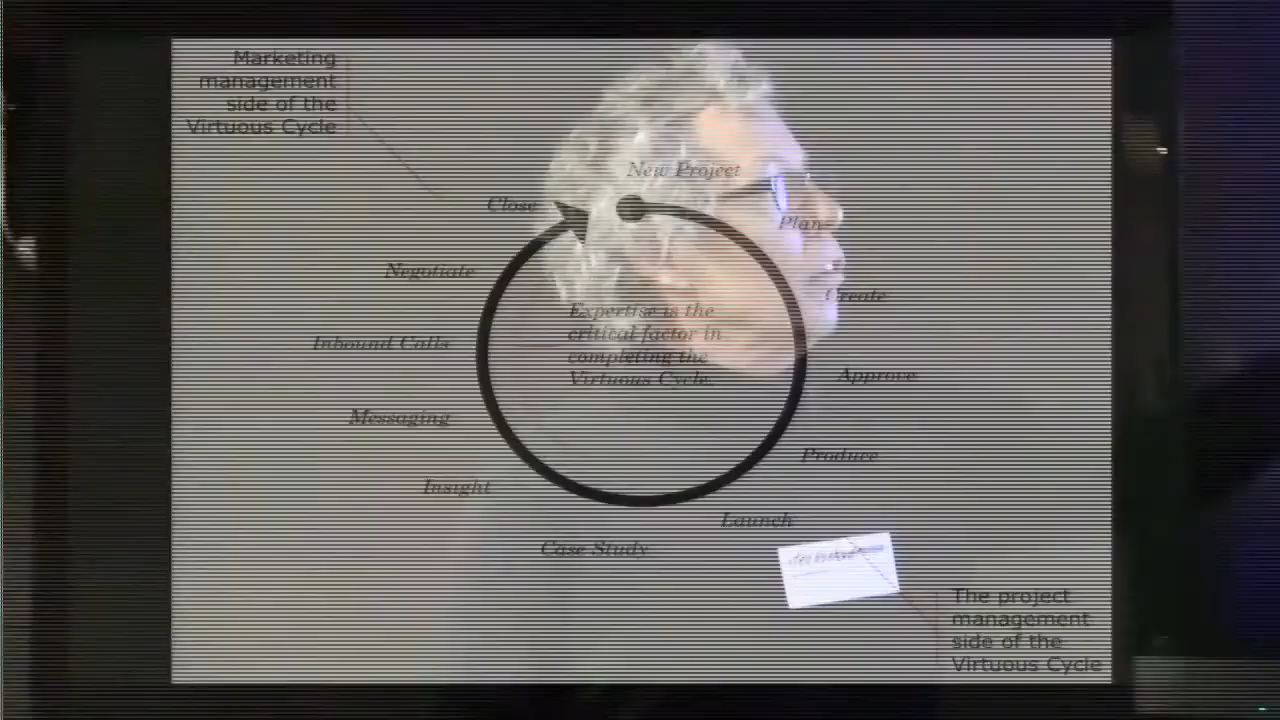 Marketing
management
side of the
Virtuous Cycle
New Project
Close
Plan
Negotiate
Create
Expertise is the
critical factor in
completing the
Virtuous Cycle.
Inbound Calls
Approve
Messaging
Produce
Insight
Launch
Case Study
The project
management
side of the
Virtuous Cycle